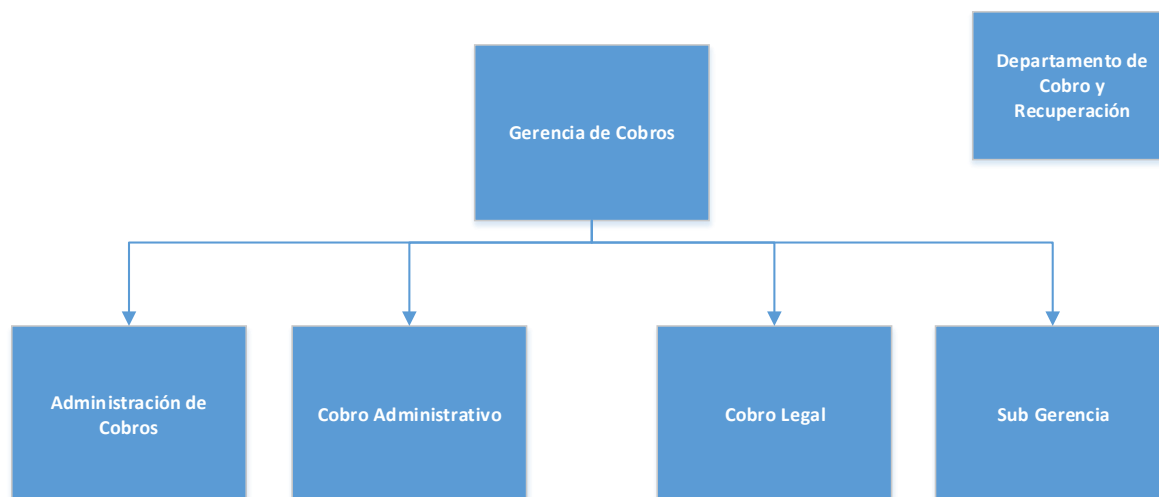 Departamento de
Cobro y
Recuperación
Gerencia de Cobros
Administración de
Cobros
Cobro Administrativo
Cobro Legal
Sub Gerencia